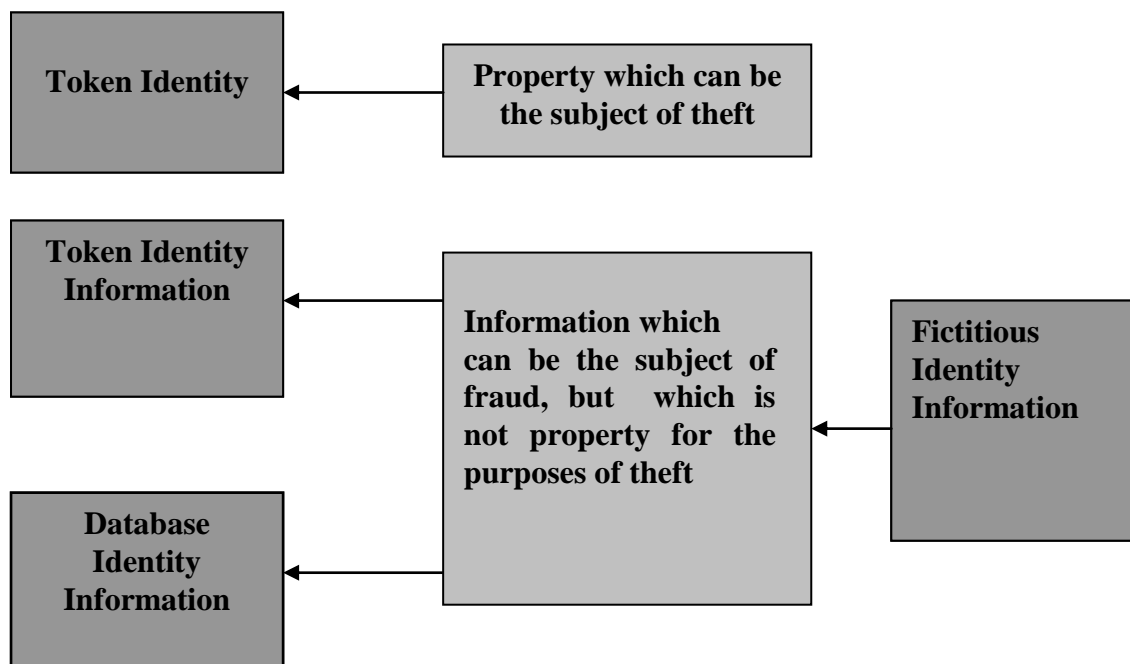 Token Identity
Property which can be
the subject of theft
Token Identity
Information
Information which
can be the subject of
fraud, but which is
not property for the
purposes of theft
Fictitious
Identity
Information
Database
Identity
Information